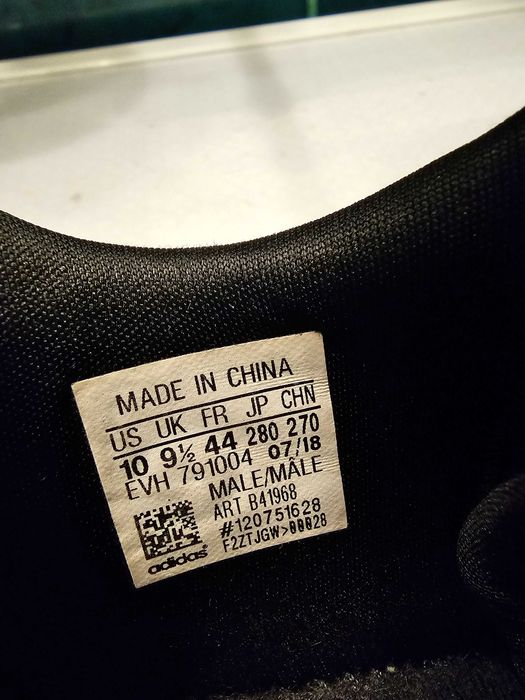 MADE IN CHINA
US UK FR JP CHN
10 9½ 44 280 270
EVH 791004 07/18
MALE/MÂLE
ART B41968
#120751628
F2ZTJGW>00028
adidas®